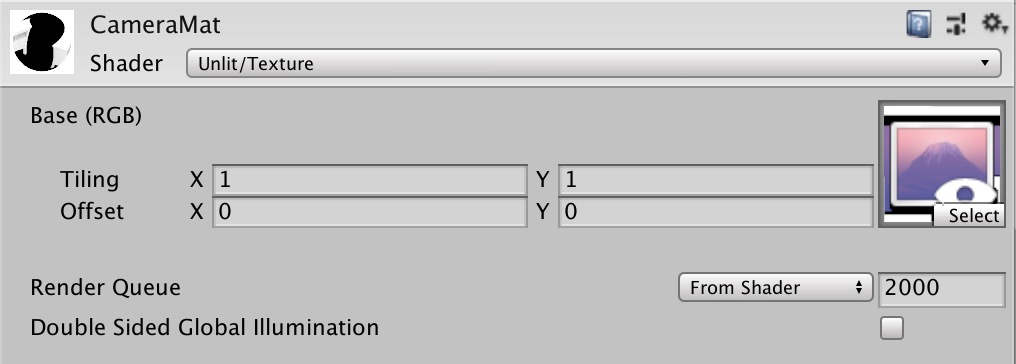 CameraMat
Shader Unlit/Texture
Base (RGB)
Tiling X 1 Y 1
Offset X 0 Y 0
Select
Render Queue From Shader 2000
Double Sided Global Illumination